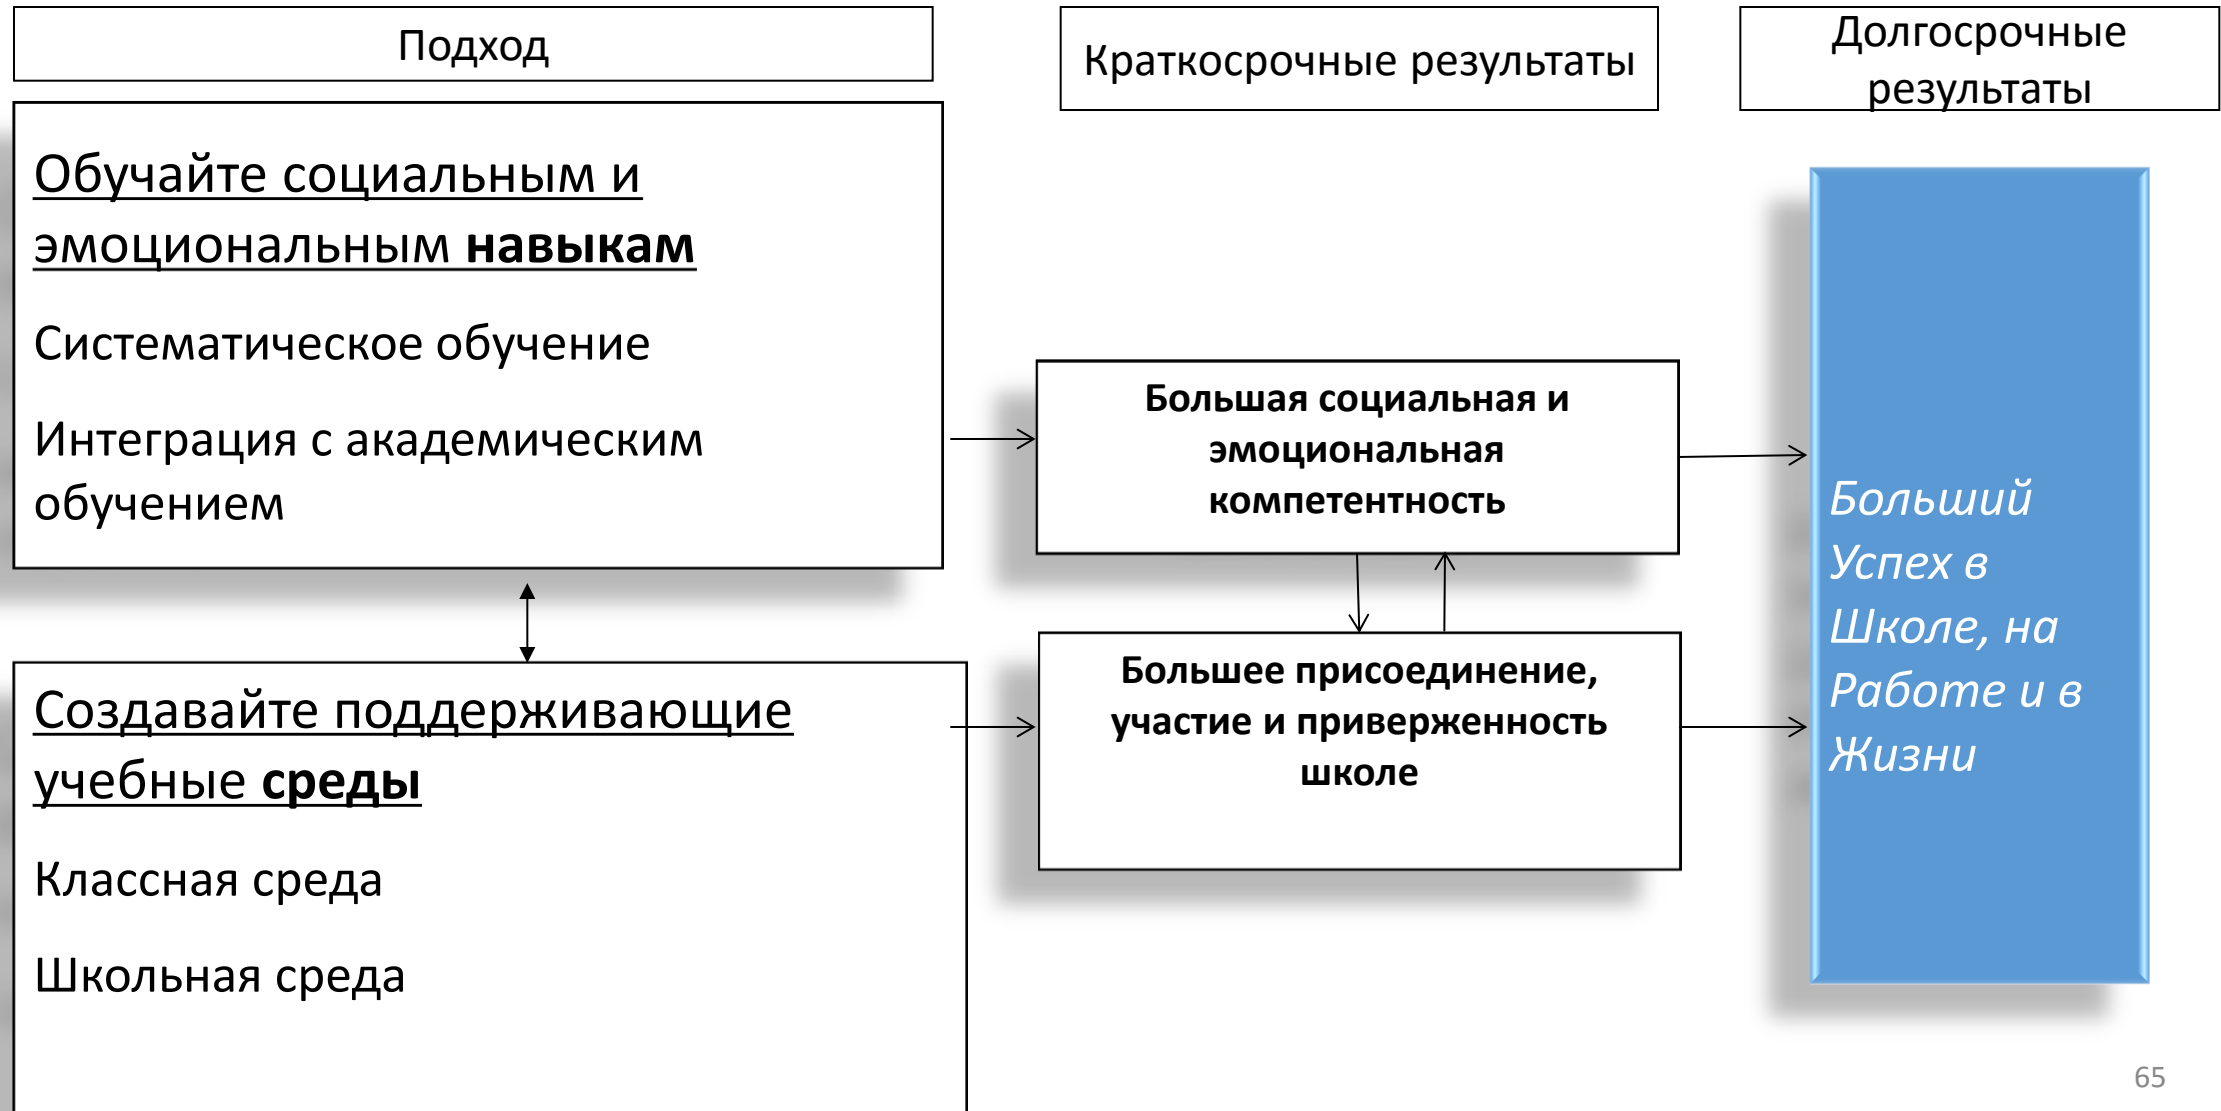 Подход
Краткосрочные результаты
Долгосрочные
результаты
Обучайте социальным и
эмоциональным навыкам
Систематическое обучение
Интеграция с академическим
обучением
Большая социальная и
эмоциональная
компетентность
Создавайте поддерживающие
учебные среды
Классная среда
Школьная среда
Большее присоединение,
участие и приверженность
школе
Больший
Успех в
Школе, на
Работе и в
Жизни
65